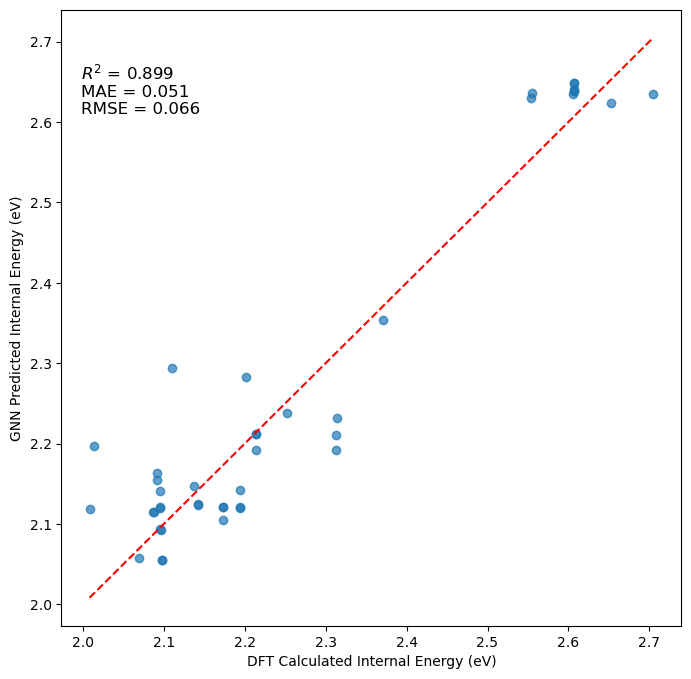 R² = 0.899
MAE = 0.051
RMSE = 0.066
GNN Predicted Internal Energy (eV)
2.7
2.6
2.5
2.4
2.3
2.2
2.1
2.0
2.0 2.1 2.2 2.3 2.4 2.5 2.6 2.7
DFT Calculated Internal Energy (eV)